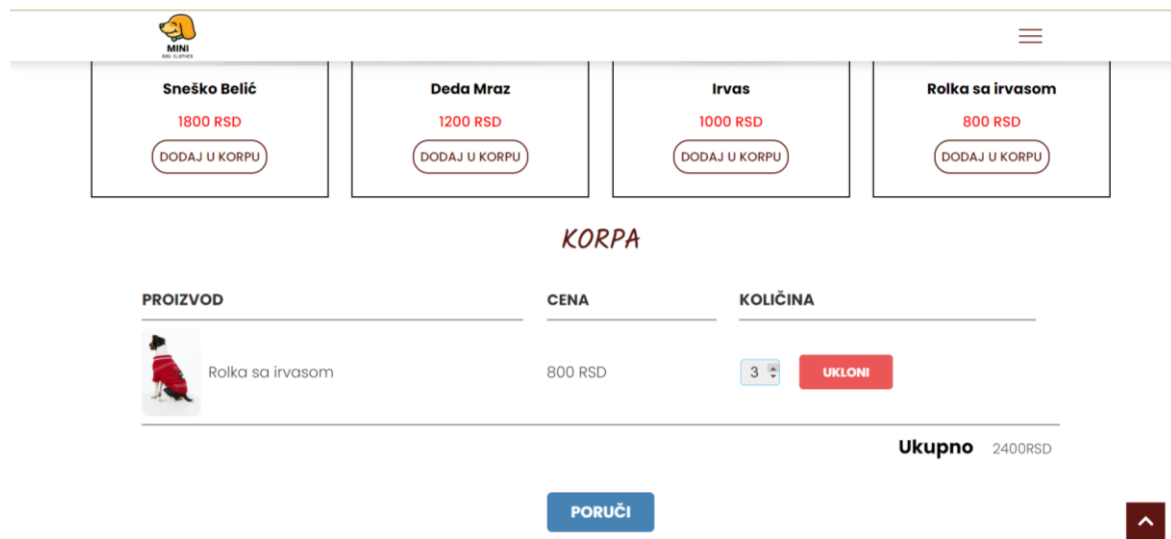 MINI
DOG CLOTHES
Sneško Belić
1800 RSD
DODAJ U KORPU
Deda Mraz
1200 RSD
DODAJ U KORPU
Irvas
1000 RSD
DODAJ U KORPU
Rolka sa irvasom
800 RSD
DODAJ U KORPU
KORPA
PROIZVOD CENA KOLIČINA
Rolka sa irvasom 800 RSD 3 UKLONI
Ukupno 2400RSD
PORUČI